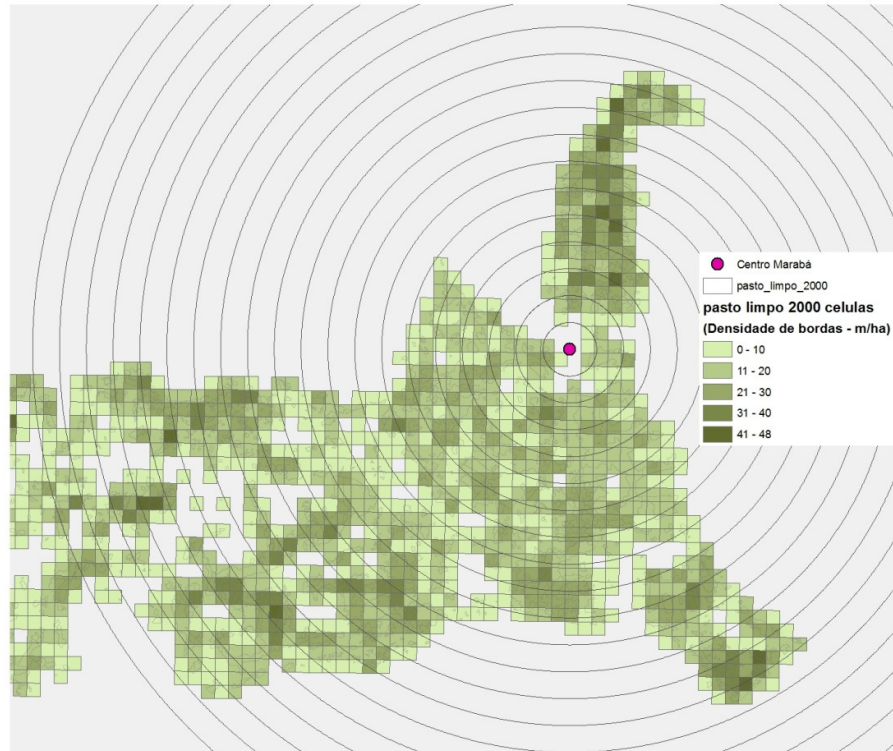 Centro Marabá
pasto_limpo_2000
pasto limpo 2000 celulas
(Densidade de bordas - m/ha)
0 - 10
11 - 20
21 - 30
31 - 40
41 - 48